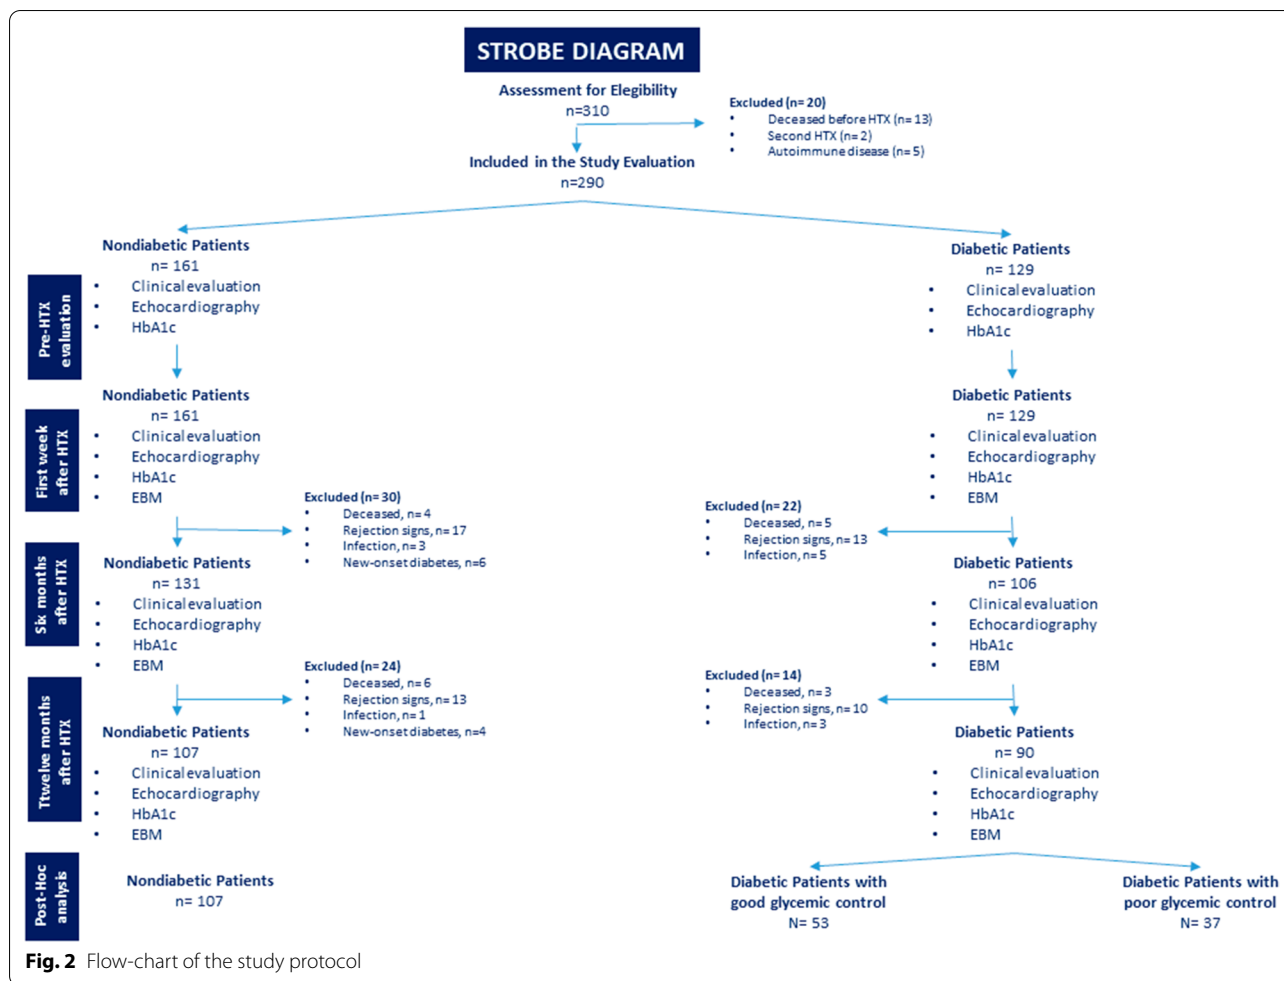 STROBE DIAGRAM
Assessment for Elegibility
n=310
Excluded (n= 20)
• Deceased before HTX (n= 13)
• Second HTX (n= 2)
• Autoimmune disease (n= 5)
Included in the Study Evaluation
n=290
Pre-HTX
evaluation
Nondiabetic Patients
n= 161
• Clinical evaluation
• Echocardiography
• HbA1c
Diabetic Patients
n= 129
• Clinical evaluation
• Echocardiography
• HbA1c
First week
after HTX
Nondiabetic Patients
n= 161
• Clinical evaluation
• Echocardiography
• HbA1c
• EBM
Diabetic Patients
n= 129
• Clinical evaluation
• Echocardiography
• HbA1c
• EBM
Excluded (n= 30)
• Deceased, n= 4
• Rejection signs, n= 17
• Infection, n= 3
• New-onset diabetes, n=6
Excluded (n= 22)
• Deceased, n= 5
• Rejection signs, n= 13
• Infection, n= 5
Six months
after HTX
Nondiabetic Patients
n= 131
• Clinical evaluation
• Echocardiography
• HbA1c
• EBM
Diabetic Patients
n= 106
• Clinical evaluation
• Echocardiography
• HbA1c
• EBM
Excluded (n= 24)
• Deceased, n= 6
• Rejection signs, n= 13
• Infection, n= 1
• New-onset diabetes, n=4
Excluded (n= 14)
• Deceased, n= 3
• Rejection signs, n= 10
• Infection, n= 3
Ttwelve months
after HTX
Nondiabetic Patients
n= 107
• Clinical evaluation
• Echocardiography
• HbA1c
• EBM
Diabetic Patients
n= 90
• Clinical evaluation
• Echocardiography
• HbA1c
• EBM
Post-Hoc
analysis
Nondiabetic Patients
n= 107
Diabetic Patients with
good glycemic control
N= 53
Diabetic Patients with
poor glycemic control
N= 37
Fig. 2 Flow-chart of the study protocol